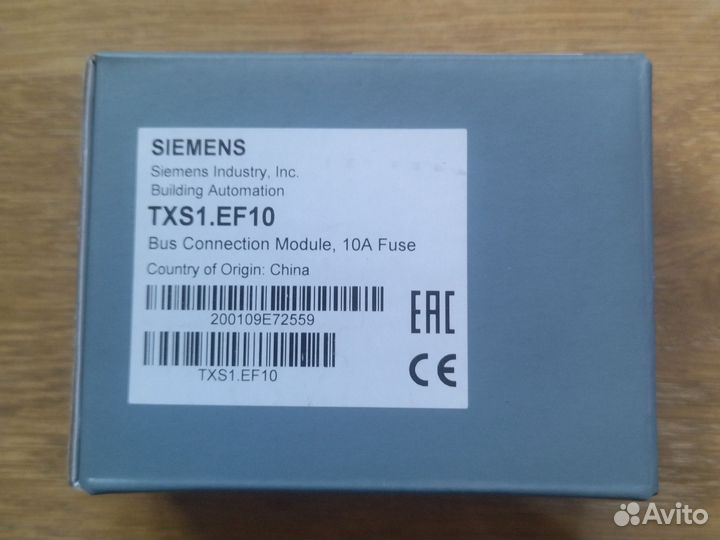 SIEMENS
Siemens Industry, Inc.
Building Automation
TXS1.EF10
Bus Connection Module, 10A Fuse
Country of Origin: China
200109E72559
EAC
TXS1.EF10
CE
Avito